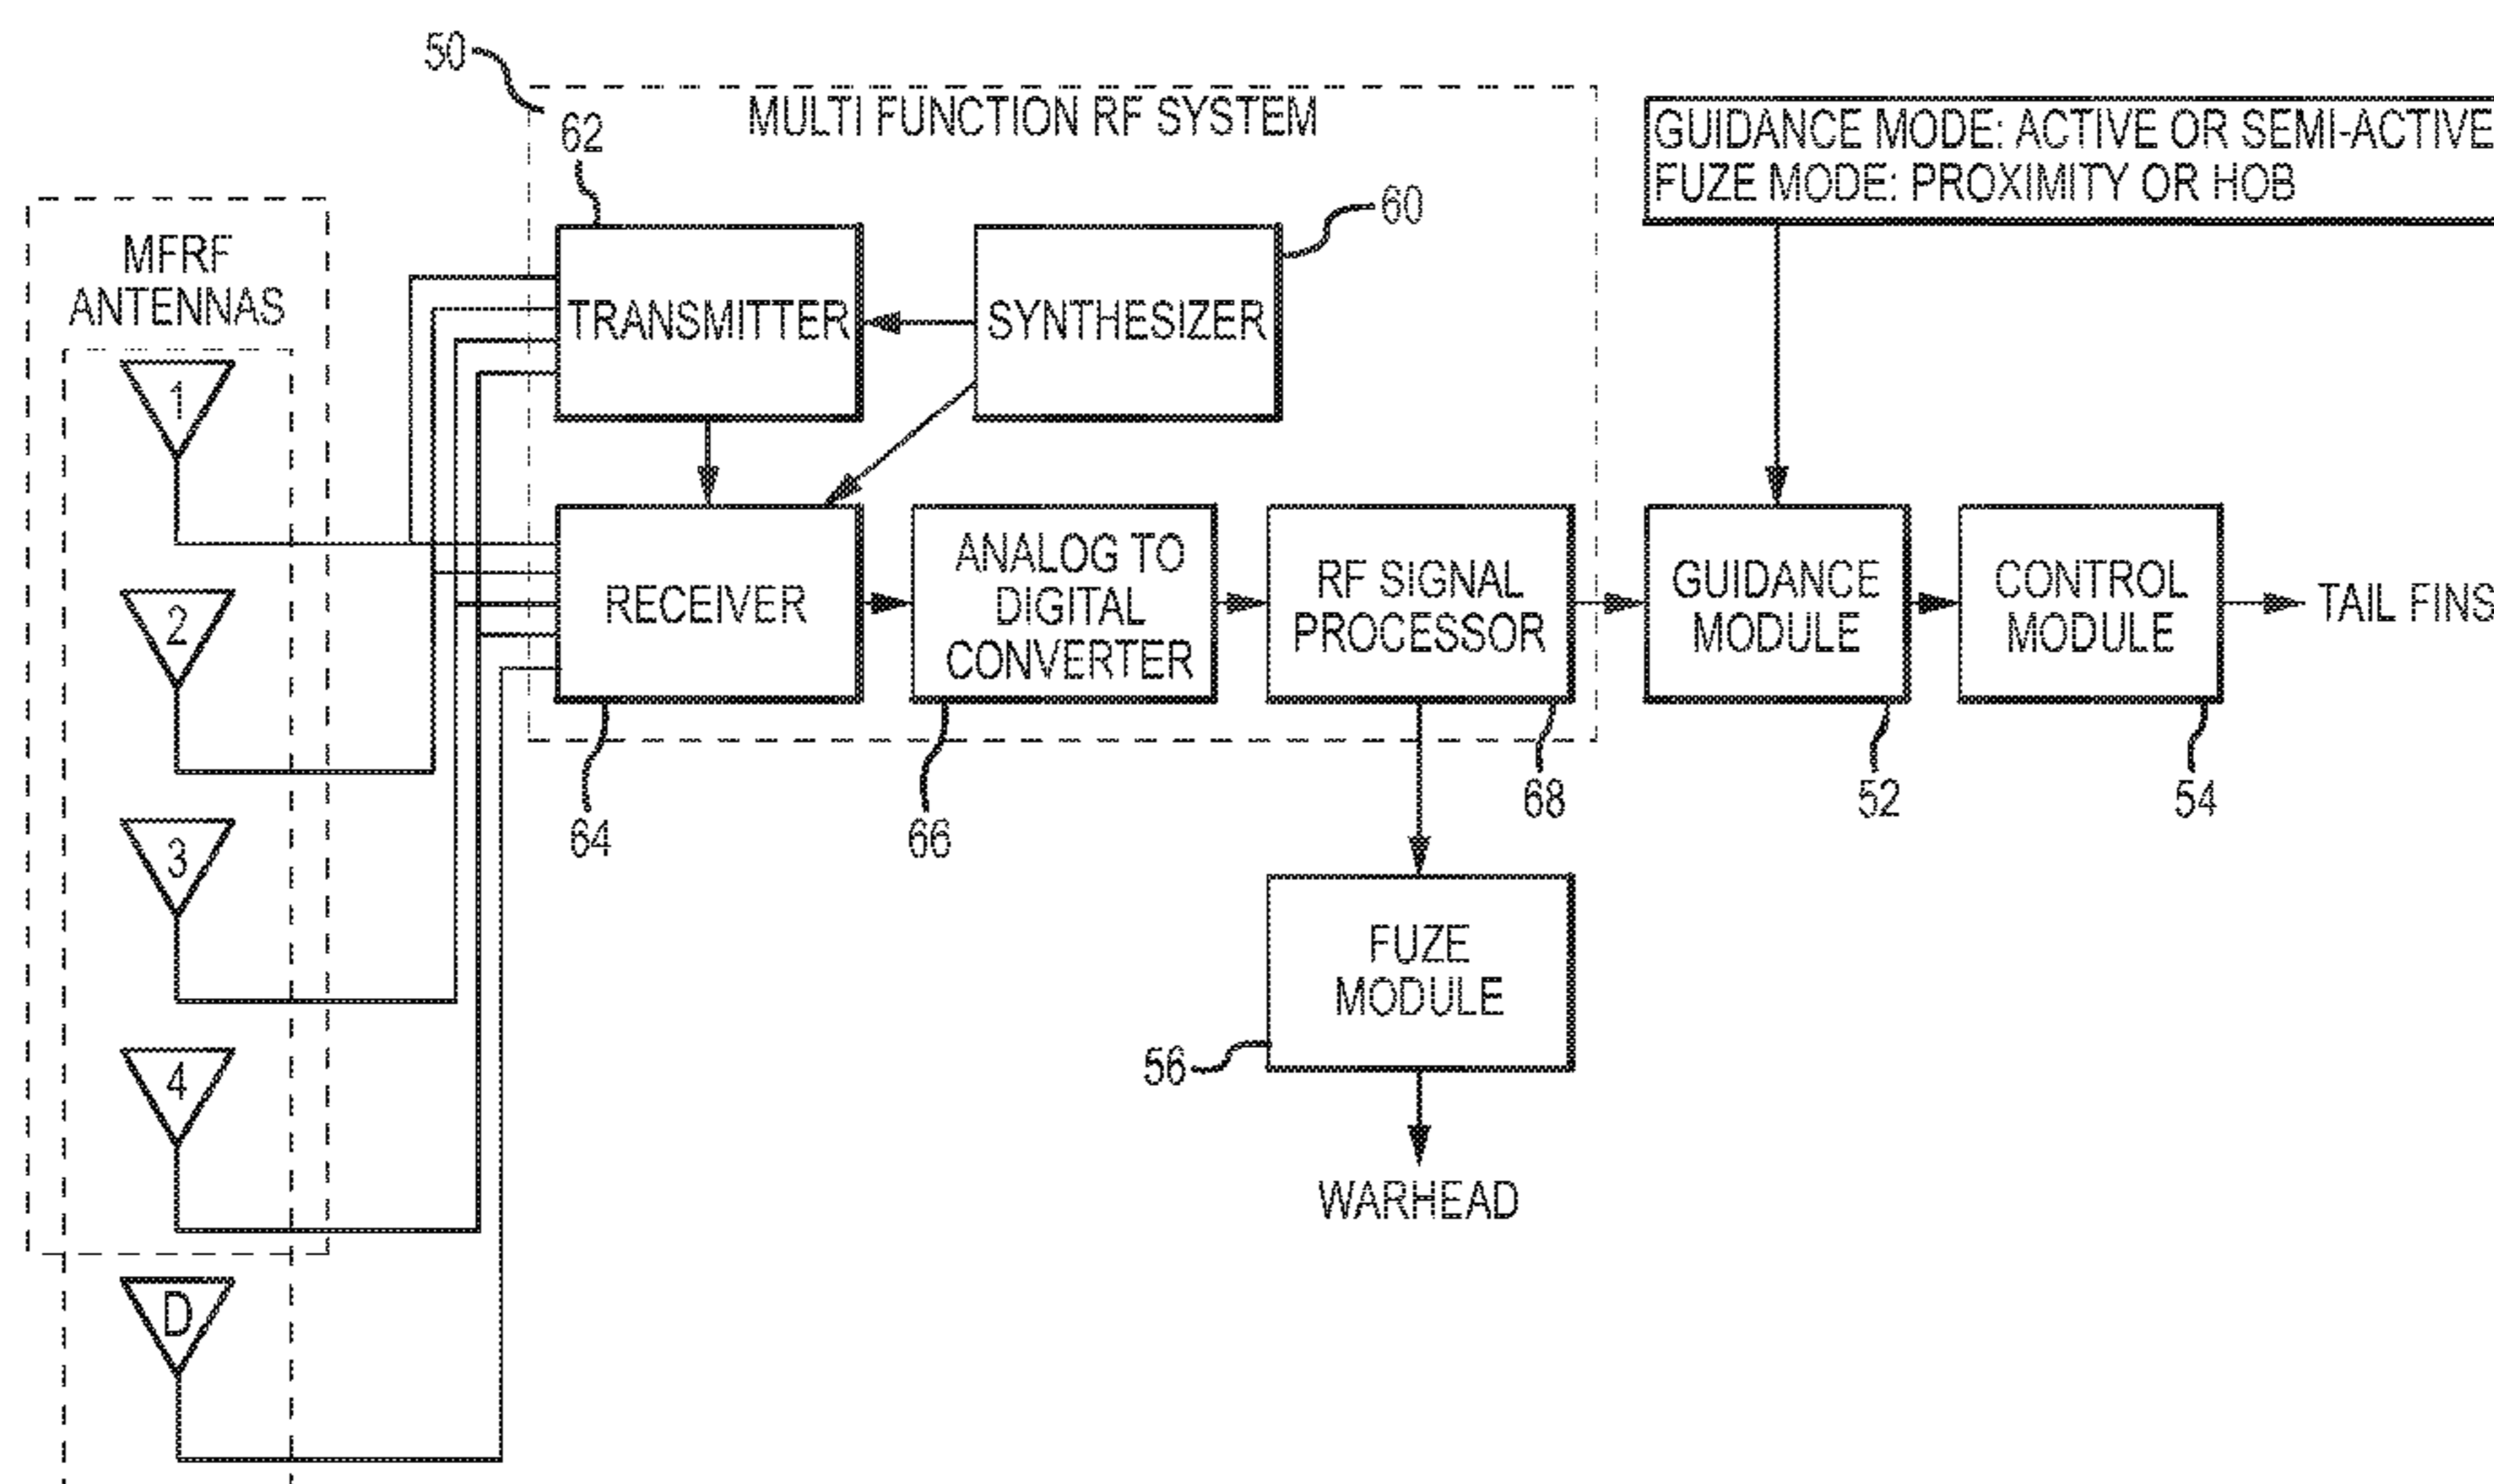 50
MULTI FUNCTION RF SYSTEM
62
GUIDANCE MODE: ACTIVE OR SEMI-ACTIVE
FUZE MODE: PROXIMITY OR HOB
60
MFRF
ANTENNAS
TRANSMITTER
SYNTHESIZER
1
RECEIVER
ANALOG TO
DIGITAL
CONVERTER
RF SIGNAL
PROCESSOR
GUIDANCE
MODULE
CONTROL
MODULE
TAIL FINS
2
64
66
68
52
54
3
FUZE
MODULE
56
4
WARHEAD
D